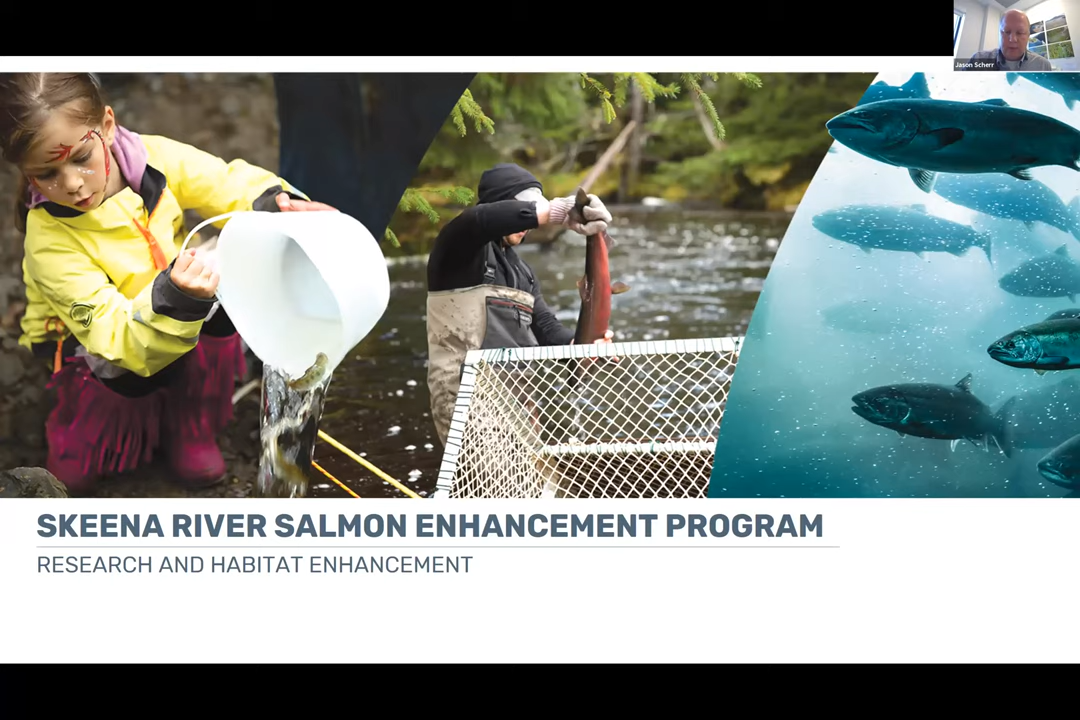 Jason Scherr
SKEENA RIVER SALMON ENHANCEMENT PROGRAM
RESEARCH AND HABITAT ENHANCEMENT